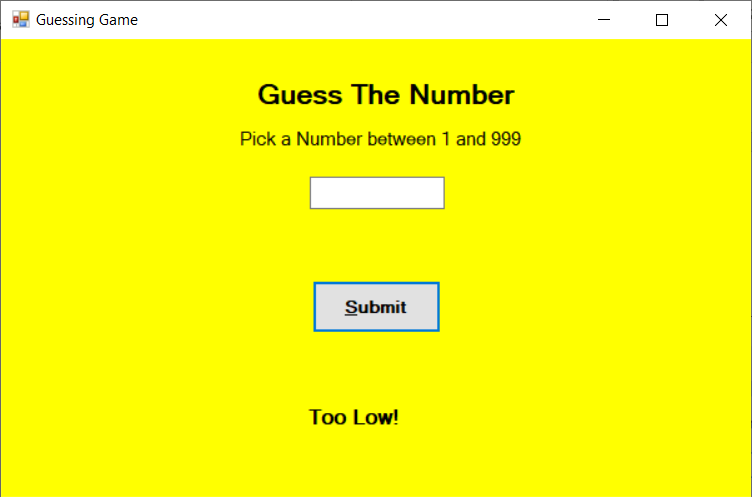 Guessing Game
Guess The Number
Pick a Number between 1 and 999
Submit
Too Low!